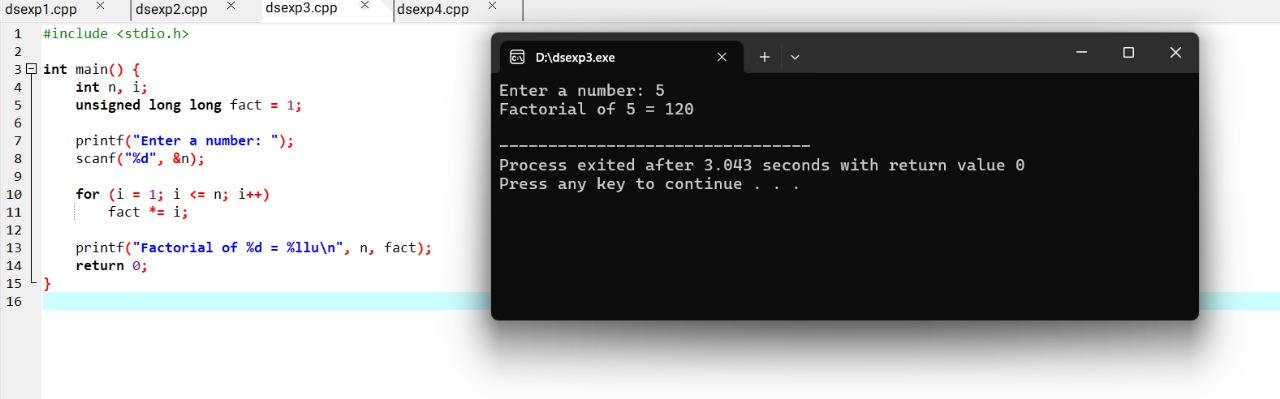 dsexp1.cpp dsexp2.cpp dsexp3.cpp dsexp4.cpp
1 #include <stdio.h>
2
3 int main() {
4     int n, i;
5     unsigned long long fact = 1;
6
7     printf("Enter a number: ");
8     scanf("%d", &n);
9
10     for (i = 1; i <= n; i++)
11         fact *= i;
12
13     printf("Factorial of %d = %llu\n", n, fact);
14     return 0;
15 }
16
D:\dsexp3.exe
Enter a number: 5
Factorial of 5 = 120
--------------------------------
Process exited after 3.043 seconds with return value 0
Press any key to continue . . .